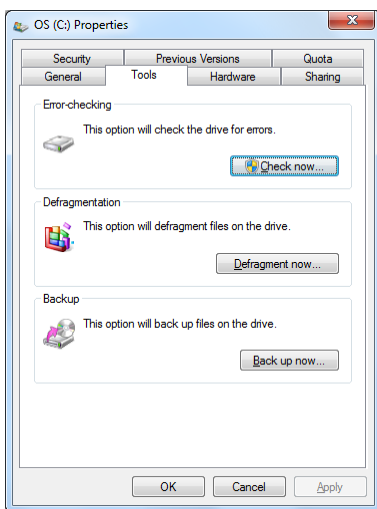 OS (C:) Properties
Security Previous Versions Quota
General Tools Hardware Sharing
Error-checking
This option will check the drive for errors.
Check now...
Defragmentation
This option will defragment files on the drive.
Defragment now...
Backup
This option will back up files on the drive.
Back up now...
OK Cancel Apply